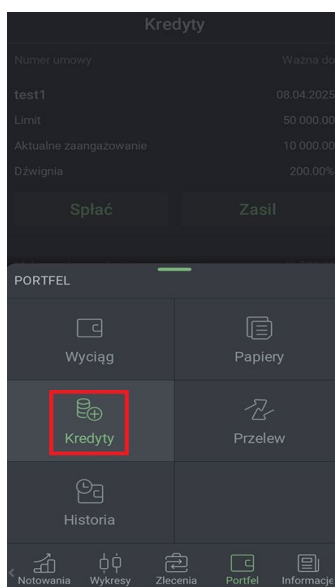 Kredyty
Numer umowy Ważna do
test1 08.04.2025
Limit 50 000.00
Aktualne zaangażowanie 10 000.00
Dźwignia 200.00%
Spłać Zasil
PORTFEL
Wyciąg Papiery
Kredyty Przelew
Historia
Notowania Wykresy Zlecenia Portfel Informacje